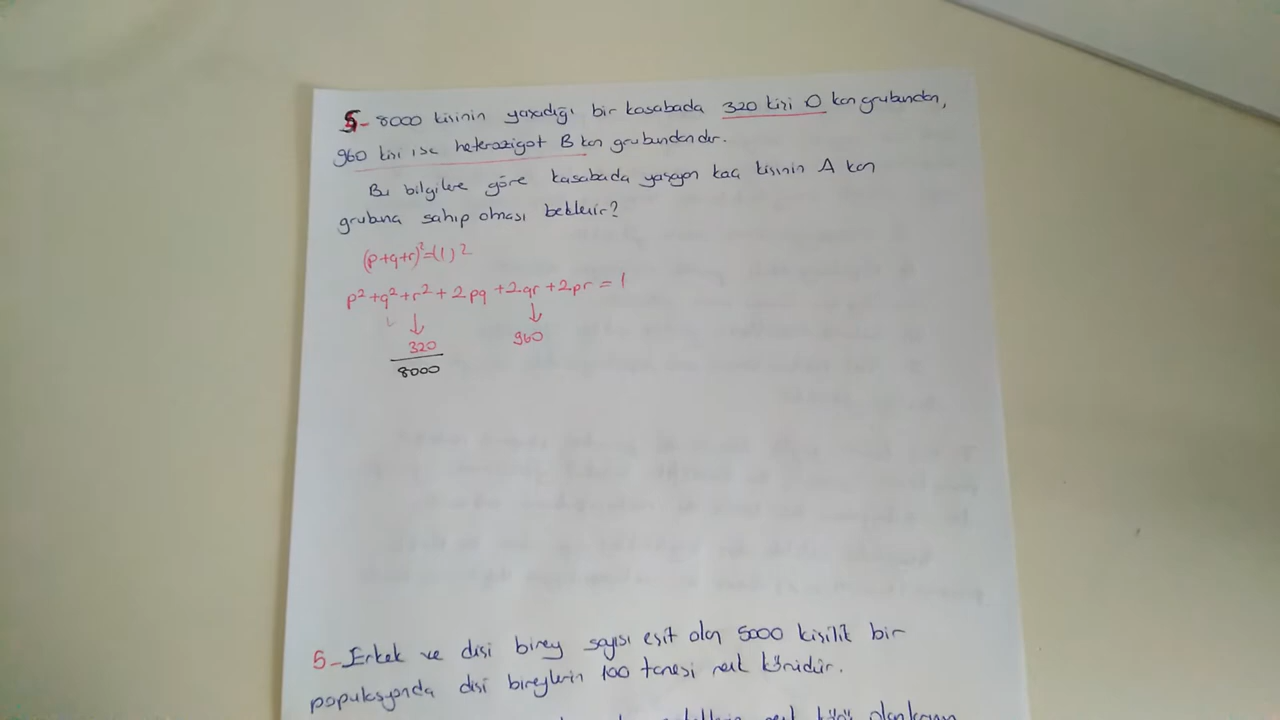 5- 8000 kişinin yaşadığı bir kasabada 320 kişi O kan grubundan,
960 kişi ise heterozigot B kan grubundandır.
Bu bilgilere göre kasabada yaşayan kaç kişinin A kan
grubuna sahip olması beklenir?
(p+q+r)²=(1)²
p²+q²+r²+2pq+2qr+2pr=1
↓ ↓
320 960
8000
5- Erkek ve dişi birey sayısı eşit olan 5000 kişilik bir
popülasyonda dişi bireylerin 100 tanesi renk körüdür.
renk körü olanların